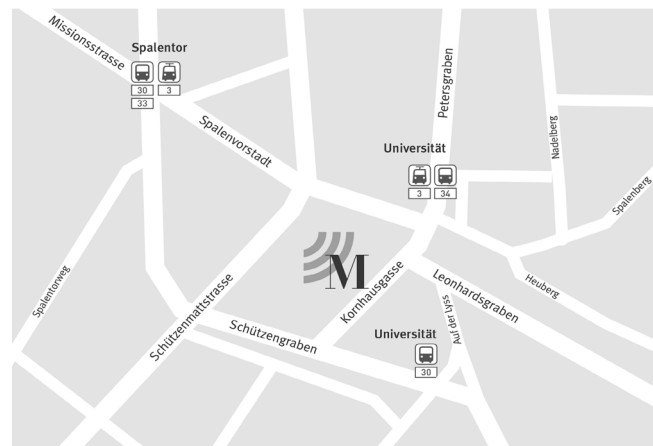 Missionsstrasse
Spalentor
30
3
33
Spalenvorstadt
Petersgraben
Universität
3
34
Nadelberg
Spalenberg
Heuberg
Spalentorweg
Schützenmattstrasse
M
Kornhausgasse
Leonhardsgraben
Schützengraben
Auf der Lyss
Universität
30